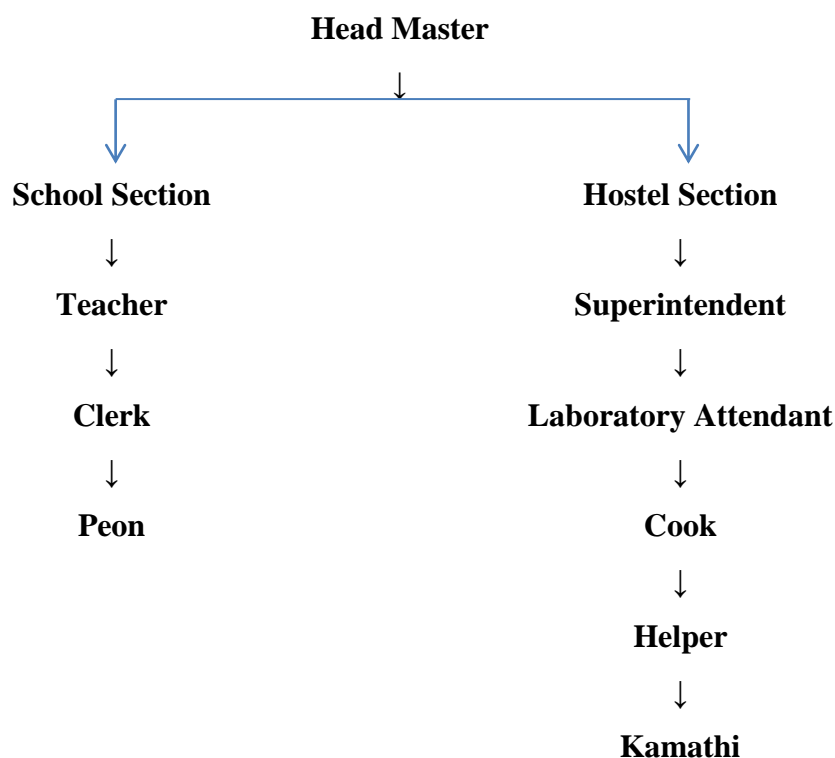 Head Master
↓
School Section Hostel Section
↓ ↓
Teacher Superintendent
↓ ↓
Clerk Laboratory Attendant
↓ ↓
Peon Cook
↓
Helper
↓
Kamathi